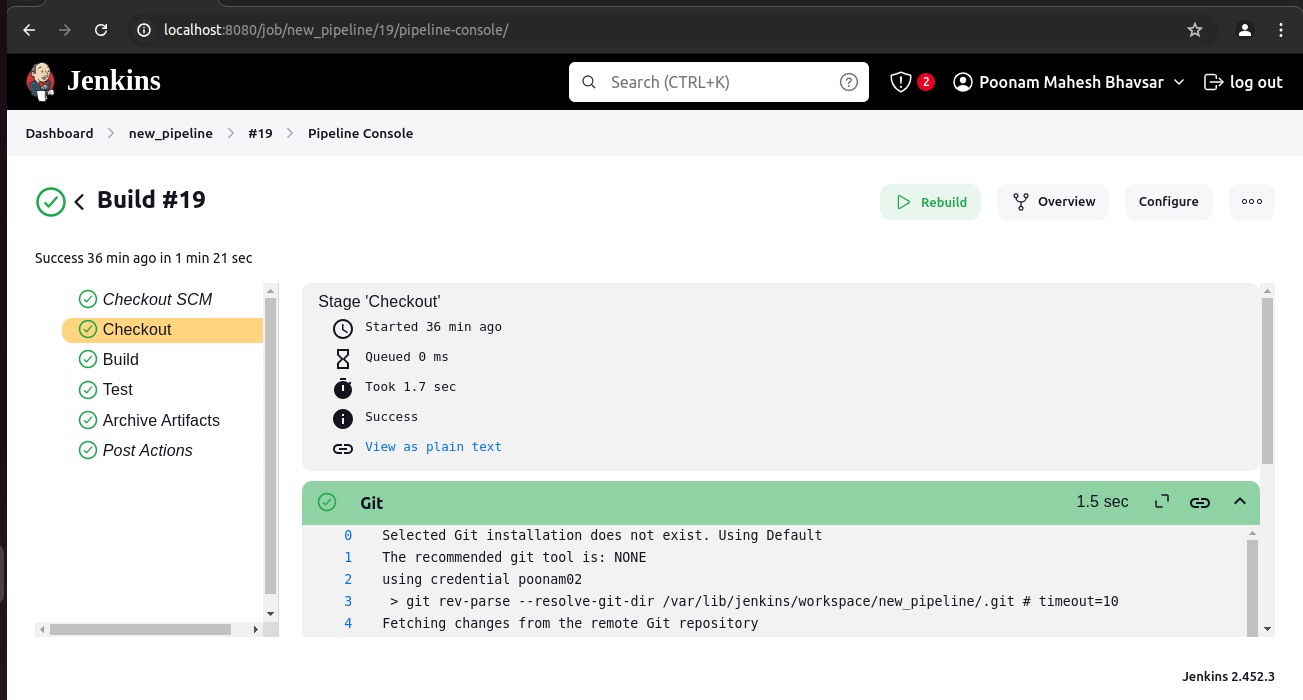 localhost:8080/job/new_pipeline/19/pipeline-console/
Jenkins
Search (CTRL+K)
?
2
Poonam Mahesh Bhavsar
log out
Dashboard > new_pipeline > #19 > Pipeline Console
Build #19
Rebuild
Overview
Configure
Success 36 min ago in 1 min 21 sec
Checkout SCM
Checkout
Build
Test
Archive Artifacts
Post Actions
Stage 'Checkout'
Started 36 min ago
Queued 0 ms
Took 1.7 sec
Success
View as plain text
Git 1.5 sec
0 Selected Git installation does not exist. Using Default
1 The recommended git tool is: NONE
2 using credential poonam02
3 > git rev-parse --resolve-git-dir /var/lib/jenkins/workspace/new_pipeline/.git # timeout=10
4 Fetching changes from the remote Git repository
Jenkins 2.452.3